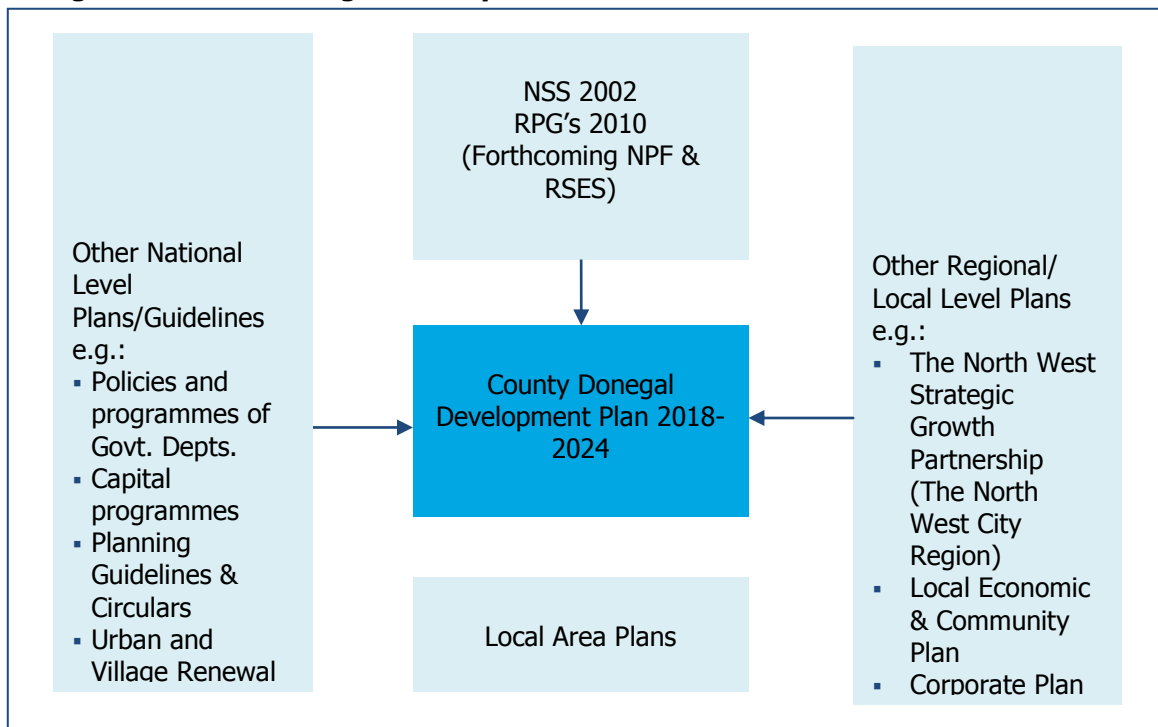 NSS 2002
RPG's 2010
(Forthcoming NPF &
RSES)
Other National
Level
Plans/Guidelines
e.g.:
▪ Policies and
programmes of
Govt. Depts.
▪ Capital
programmes
▪ Planning
Guidelines &
Circulars
▪ Urban and
Village Renewal
County Donegal
Development Plan 2018-
2024
Local Area Plans
Other Regional/
Local Level Plans
e.g.:
▪ The North West
Strategic
Growth
Partnership
(The North
West City
Region)
▪ Local Economic
& Community
Plan
▪ Corporate Plan